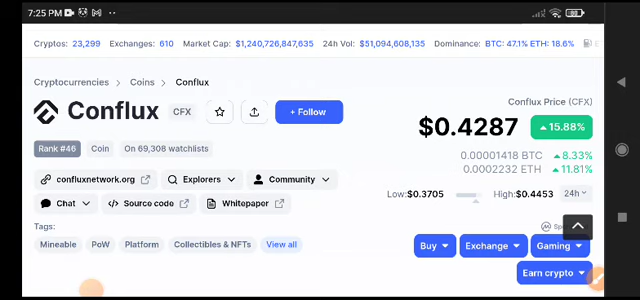 7:25 PM
Cryptos: 23,299 Exchanges: 610 Market Cap: $1,240,726,847,635 24h Vol: $51,094,608,135 Dominance: BTC: 47.1% ETH: 18.6%
Cryptocurrencies > Coins > Conflux
Conflux CFX + Follow
Rank #46 Coin On 69,308 watchlists
confluxnetwork.org Explorers Community
Chat Source code Whitepaper
Tags:
Mineable PoW Platform Collectibles & NFTs View all
Conflux Price (CFX)
$0.4287 15.88%
0.00001418 BTC 8.33%
0.0002232 ETH 11.81%
Low: $0.3705 High: $0.4453 24h
Buy Exchange Gaming
Earn crypto